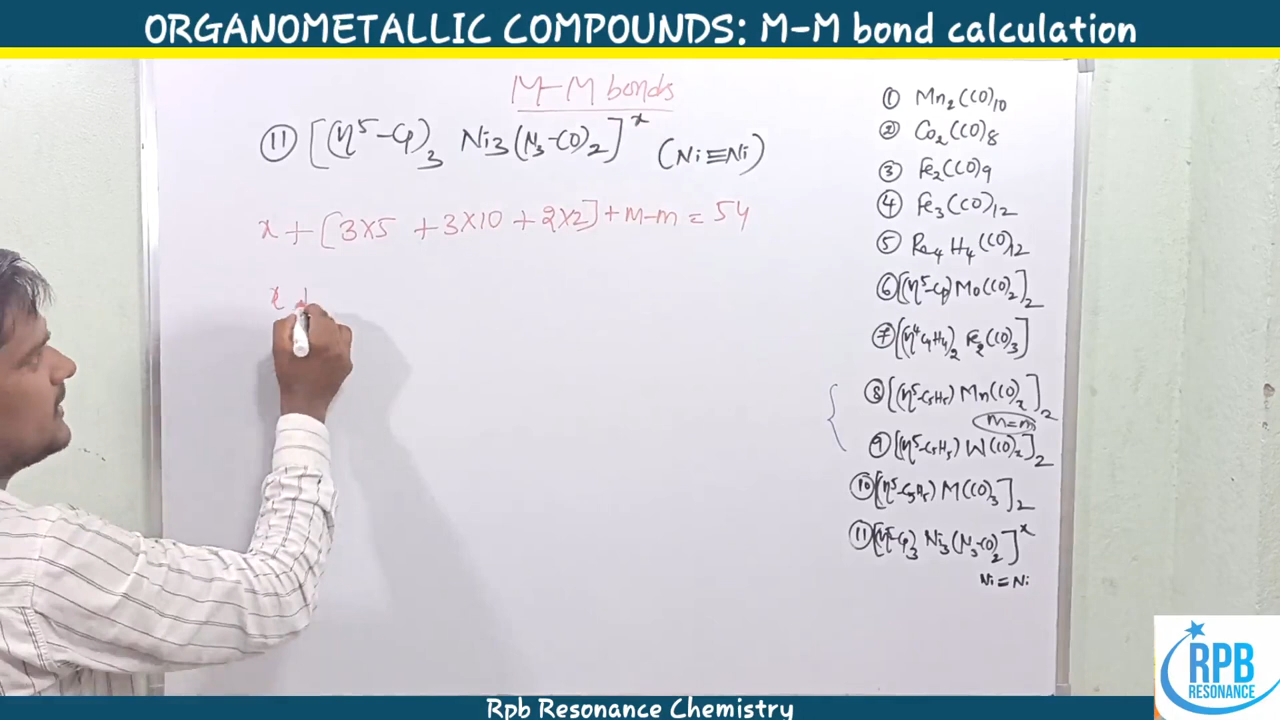 ORGANOMETALLIC COMPOUNDS: M-M bond calculation
M-M bonds
⑪ [(η⁵-Cp)₃ Ni₃(μ₃-CO)₂]ˣ (Ni≡Ni)
x + [3×5 + 3×10 + 2×2] + M-M = 54
x +
① Mn₂(CO)₁₀
② Co₂(CO)₈
③ Fe₂(CO)₉
④ Fe₃(CO)₁₂
⑤ Re₄H₄(CO)₁₂
⑥ [(η⁵-Cp)Mo(CO)₂]₂
⑦ [(η⁴C₄H₄)₂ Fe₂(CO)₃]
⑧ [(η⁵-C₅H₅) Mn(CO)ₓ]₂
M=M
⑨ [(η⁵-C₅H₅) W(CO)ₓ]₂
⑩ [(η⁵-C₅H₅) M(CO)₃]₂
⑪ [(η⁵-Cp)₃ Ni₃(μ₃-CO)₂]ˣ
Ni=Ni
RPB
RESONANCE
Rpb Resonance Chemistry